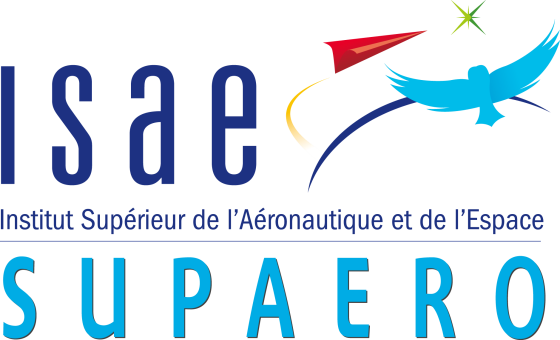 isae
Institut Supérieur de l'Aéronautique et de l'Espace
SUPAERO